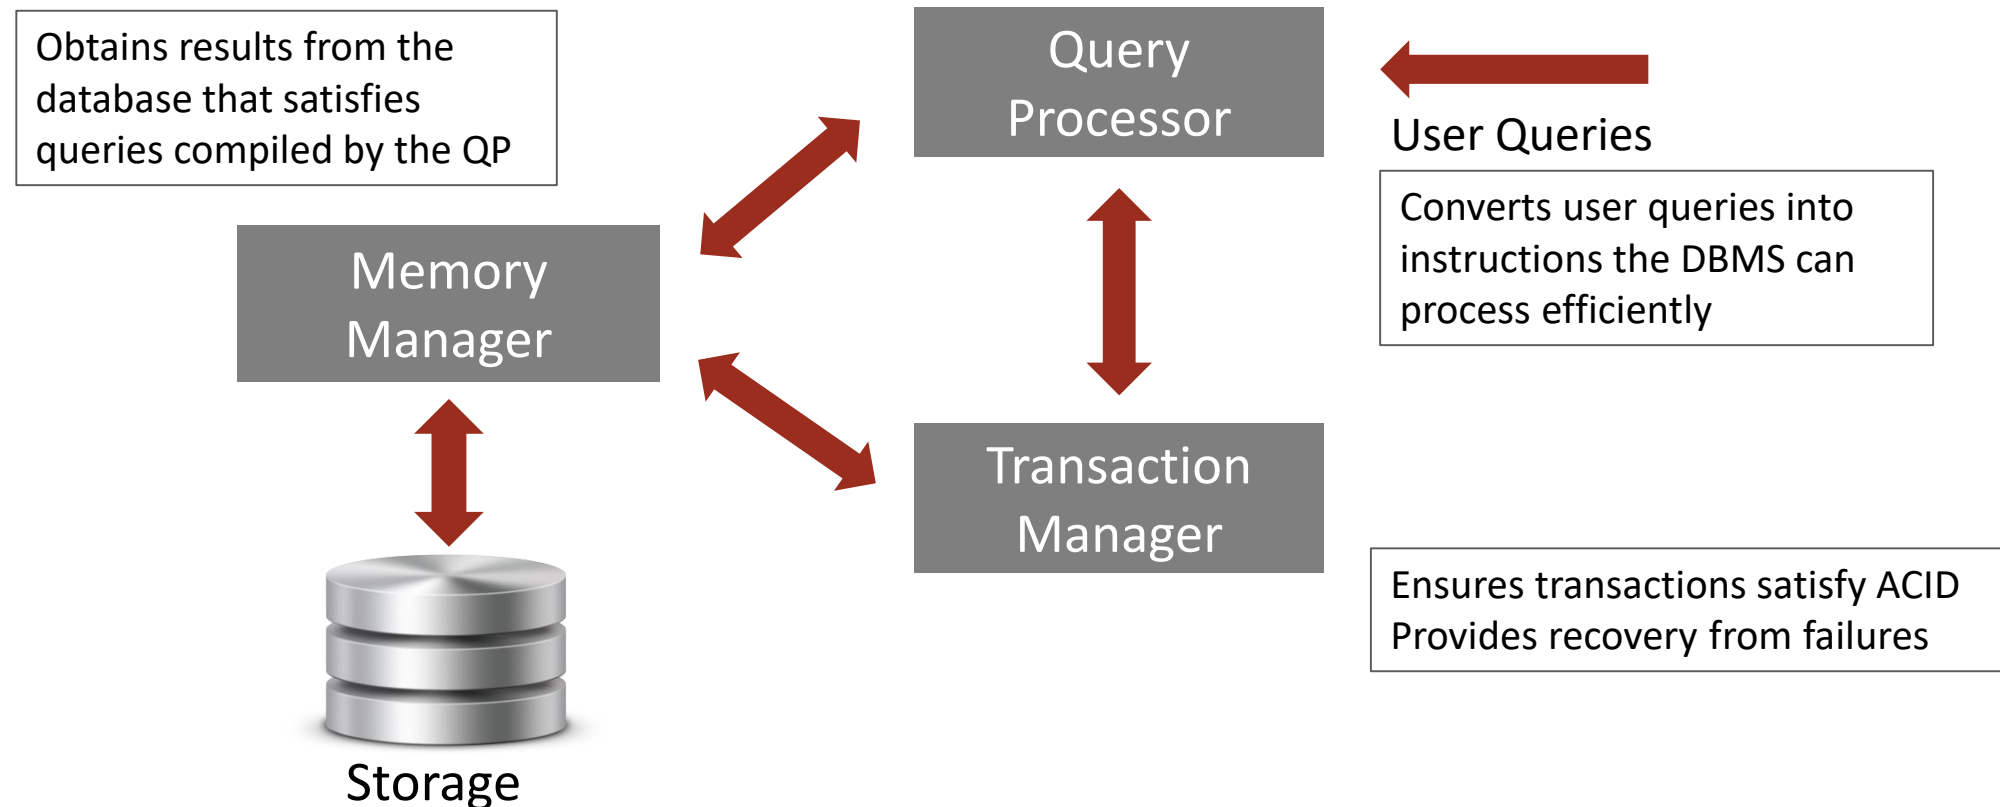 Obtains results from the
database that satisfies
queries compiled by the QP
Query
Processor
User Queries
Converts user queries into
instructions the DBMS can
process efficiently
Memory
Manager
Transaction
Manager
Ensures transactions satisfy ACID
Provides recovery from failures
Storage